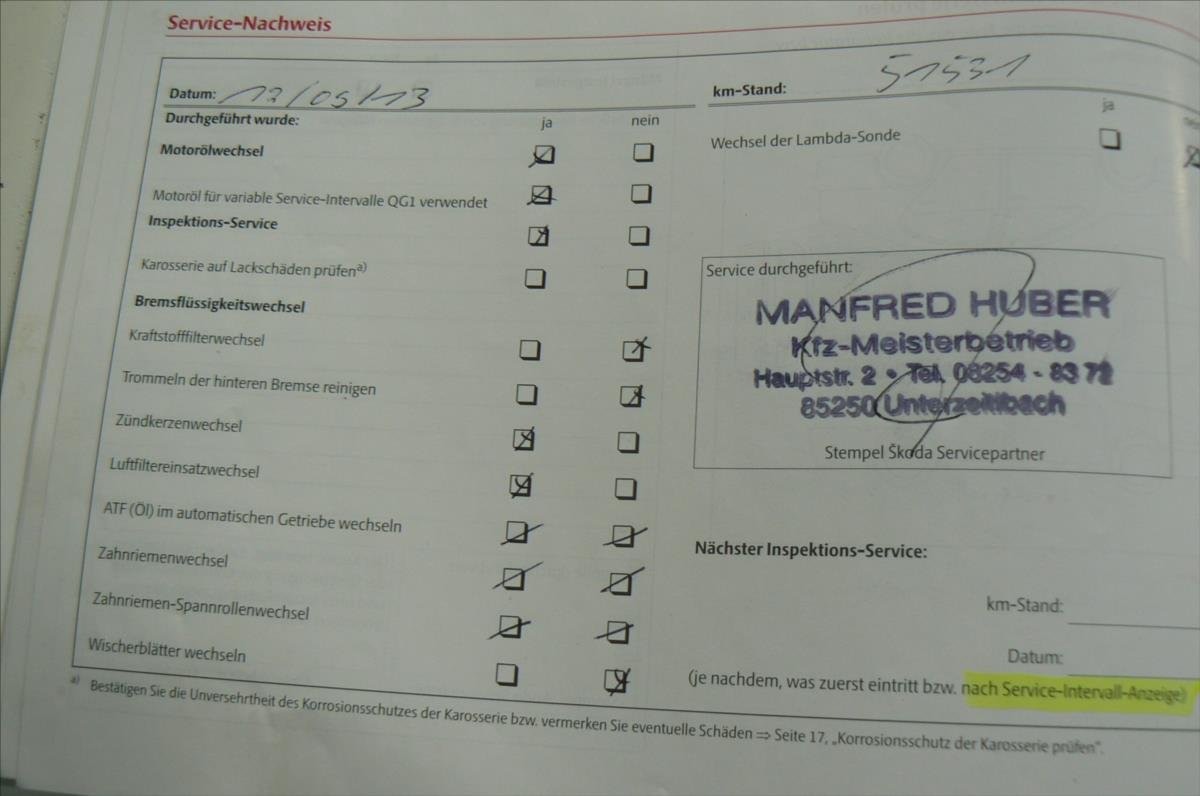 Service-Nachweis
Datum: 12/09/13
km-Stand: 51531
Durchgeführt wurde:
ja nein
ja
Motorölwechsel
Wechsel der Lambda-Sonde
Motoröl für variable Service-Intervalle QG1 verwendet
Inspektions-Service
Karosserie auf Lackschäden prüfen a)
Bremsflüssigkeitswechsel
Kraftstofffilterwechsel
Trommeln der hinteren Bremse reinigen
Zündkerzenwechsel
Luftfiltereinsatzwechsel
ATF (Öl) im automatischen Getriebe wechseln
Zahnriemenwechsel
Zahnriemen-Spannrollenwechsel
Wischerblätter wechseln
Service durchgeführt:
MANFRED HUBER
Kfz-Meisterbetrieb
Hauptstr. 2 • Tel. 08254 - 83 72
85250 Unterzeitlbach
Stempel Škoda Servicepartner
Nächster Inspektions-Service:
km-Stand:
Datum:
(je nachdem, was zuerst eintritt bzw. nach Service-Intervall-Anzeige)
a) Bestätigen Sie die Unversehrtheit des Korrosionsschutzes der Karosserie bzw. vermerken Sie eventuelle Schäden ⇒ Seite 17, „Korrosionsschutz der Karosserie prüfen“.